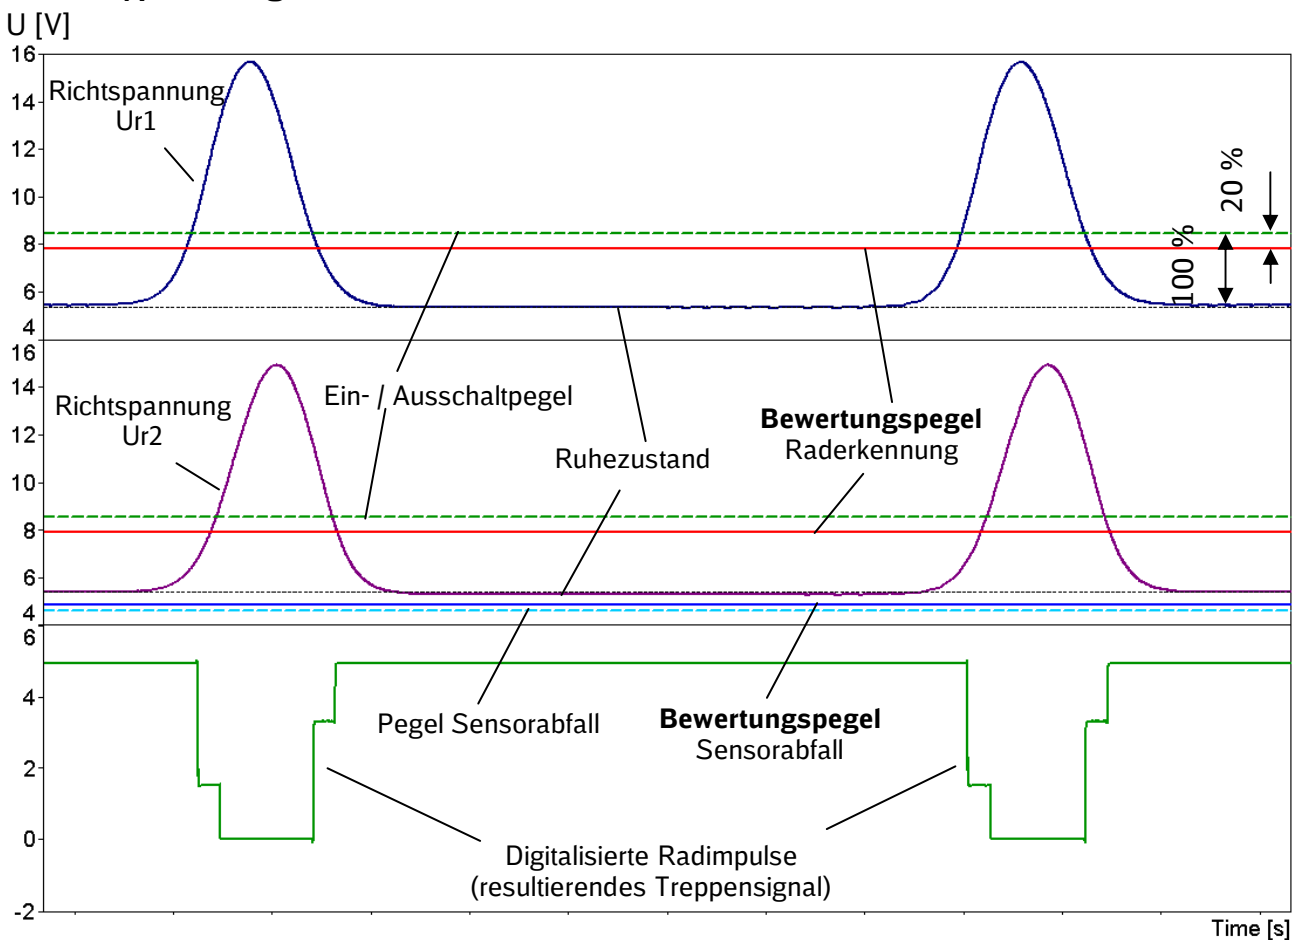 U [V]
16
14
12
10
8
6
4
Richtspannung
Ur1
20 %
100 %
16
14
12
10
8
6
4
Richtspannung
Ur2
Ein- / Ausschaltpegel
Ruhezustand
Bewertungspegel
Raderkennung
6
4
2
0
-2
Pegel Sensorabfall
Bewertungspegel
Sensorabfall
Digitalisierte Radimpulse
(resultierendes Treppensignal)
Time [s]